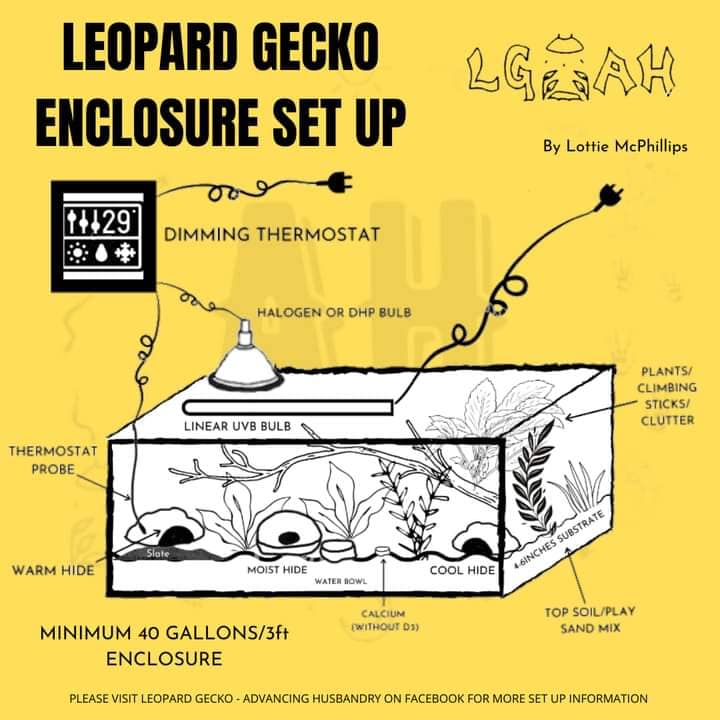 LEOPARD GECKO
ENCLOSURE SET UP
LG AH
By Lottie McPhillips
29°
DIMMING THERMOSTAT
HALOGEN OR DHP BULB
LINEAR UVB BULB
PLANTS/
CLIMBING
STICKS/
CLUTTER
THERMOSTAT
PROBE
Slate
WARM HIDE
MOIST HIDE
WATER BOWL
COOL HIDE
4-6INCHES SUBSTRATE
CALCIUM
(WITHOUT D3)
TOP SOIL/PLAY
SAND MIX
MINIMUM 40 GALLONS/3ft
ENCLOSURE
PLEASE VISIT LEOPARD GECKO - ADVANCING HUSBANDRY ON FACEBOOK FOR MORE SET UP INFORMATION